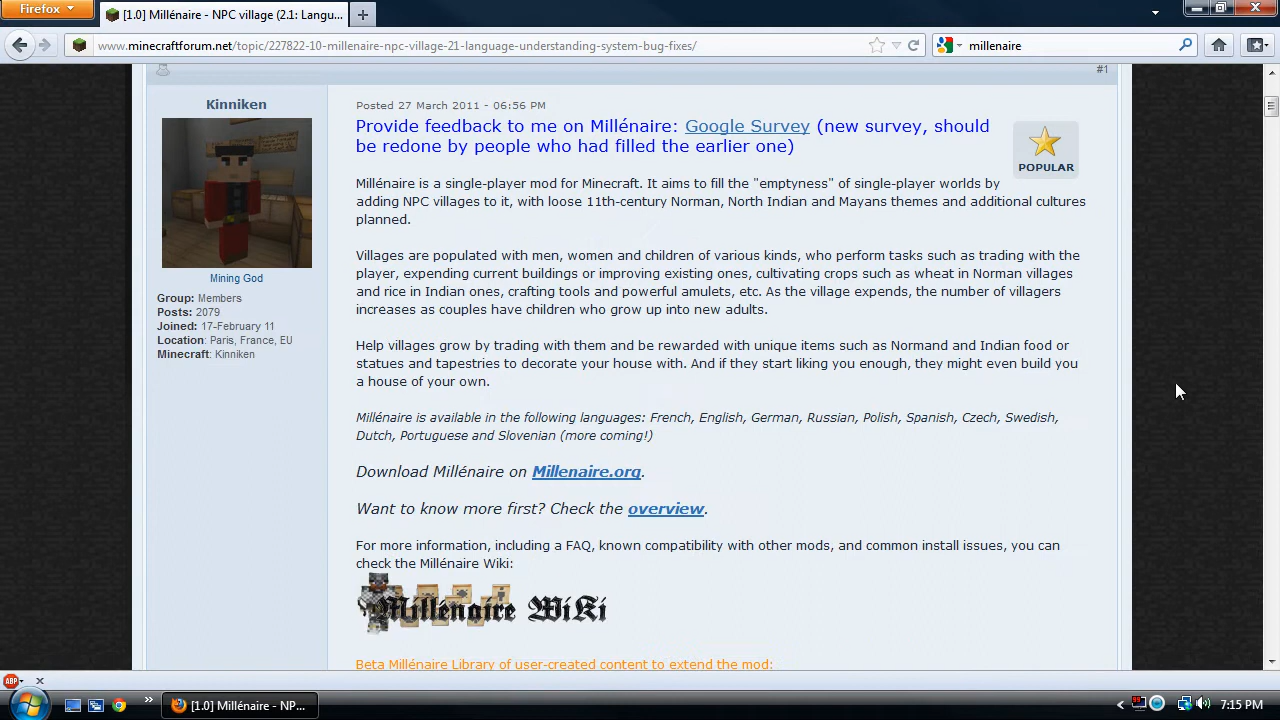 Firefox
[1.0] Millénaire - NPC village (2.1: Langu...
www.minecraftforum.net/topic/227822-10-millenaire-npc-village-21-language-understanding-system-bug-fixes/
millenaire
#1
Kinniken
Posted 27 March 2011 - 06:56 PM
Provide feedback to me on Millénaire: Google Survey (new survey, should
be redone by people who had filled the earlier one)
POPULAR
Millénaire is a single-player mod for Minecraft. It aims to fill the "emptyness" of single-player worlds by
adding NPC villages to it, with loose 11th-century Norman, North Indian and Mayans themes and additional cultures
planned.
Mining God
Group: Members
Posts: 2079
Joined: 17-February 11
Location: Paris, France, EU
Minecraft: Kinniken
Villages are populated with men, women and children of various kinds, who perform tasks such as trading with the
player, expending current buildings or improving existing ones, cultivating crops such as wheat in Norman villages
and rice in Indian ones, crafting tools and powerful amulets, etc. As the village expends, the number of villagers
increases as couples have children who grow up into new adults.
Help villages grow by trading with them and be rewarded with unique items such as Normand and Indian food or
statues and tapestries to decorate your house with. And if they start liking you enough, they might even build you
a house of your own.
Millénaire is available in the following languages: French, English, German, Russian, Polish, Spanish, Czech, Swedish,
Dutch, Portuguese and Slovenian (more coming!)
Download Millénaire on Millenaire.org.
Want to know more first? Check the overview.
For more information, including a FAQ, known compatibility with other mods, and common install issues, you can
check the Millénaire Wiki:
Millénaire WiKi
Beta Millénaire Library of user-created content to extend the mod:
ABP
[1.0] Millénaire - NP...
7:15 PM